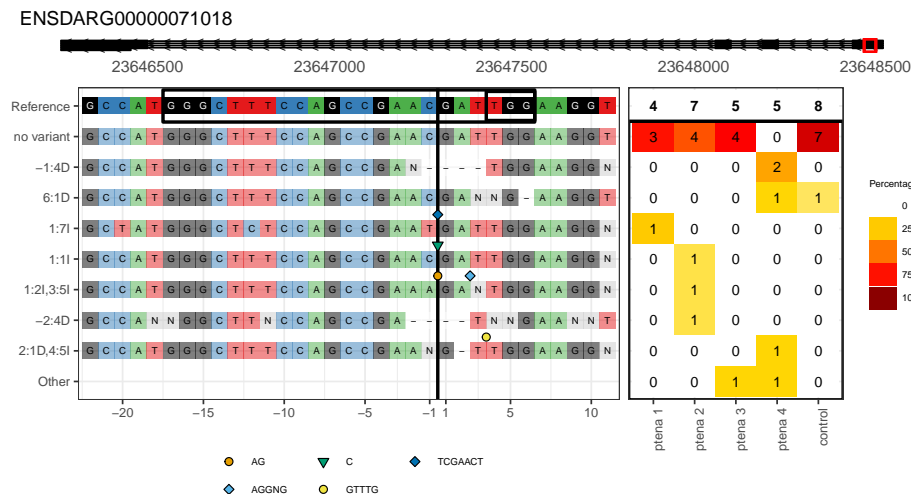 ENSDARG00000071018
23646500 23647000 23647500 23648000 23648500
Reference G C C A T G G G C T T T C C A G C C G A A C G A T T G G A A G G T 4 7 5 5 8
no variant G C C A T G G G C T T T C C A G C C G A A C G A T T G G A A G G T 3 4 4 0 7
−1:4D G C C A T G G G C T T T C C A G C C G A N - - - - T G G A A G G N 0 0 0 2 0
6:1D G C C A T G G G C T T T C C A G C C G A A C G A N N G - A A G G T 0 0 0 1 1
1:7I G C T A T G G G C T C T C C A G C C G A A T G A T T G G A A G G N 1 0 0 0 0
1:1I G C C A T G G G C T T T C C A G C C G A A C G A T T G G A A G G N 0 1 0 0 0
1:2I,3:5I G C C A T G G G C T T T C C A G C C G A A A G A N T G G A A G G N 0 1 0 0 0
−2:4D G C C A N N G G C T T N C C A G C C G A - - - - T N N G A A N N T 0 1 0 0 0
2:1D,4:5I G C C A T G G G C T T T C C A G C C G A A N G - T T G G A A G G N 0 0 0 1 0
Other 0 0 1 1 0
−20 −15 −10 −5 −1 1 5 10
ptena 1 ptena 2 ptena 3 ptena 4 control
Percentag
0
25
50
75
10
AG C TCGAACT
AGGNG GTTTG